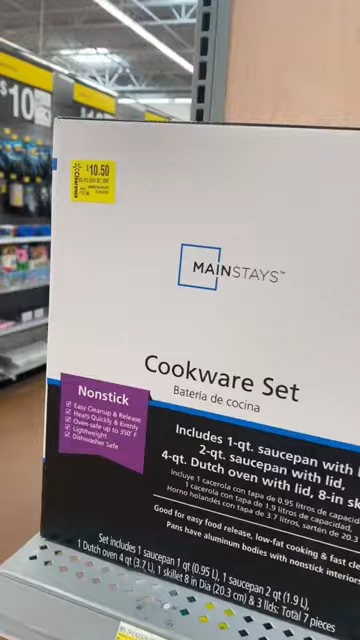 $10
$10.50
Clearance
MAINSTAYS™
Cookware Set
Batería de cocina
Nonstick
Easy Cleanup & Release
Heats Quickly & Evenly
Oven-safe up to 350°F
Lightweight
Dishwasher Safe
Includes 1-qt. saucepan with
2-qt. saucepan with lid,
4-qt. Dutch oven with lid, 8-in sk
Incluye 1 cacerola con tapa de 0.95 litros de capacidad
1 cacerola con tapa de 1.9 litros de capacidad,
Horno holandés con tapa de 3.7 litros, sartén de 20.3
Good for easy food release, low-fat cooking & fast cle
Pans have aluminum bodies with nonstick interior
Set includes 1 saucepan 1 qt (0.95 L), 1 saucepan 2 qt (1.9 L),
1 Dutch oven 4 qt (3.7 L), 1 skillet 8 in Dia (20.3 cm) & 3 lids: Total 7 pieces